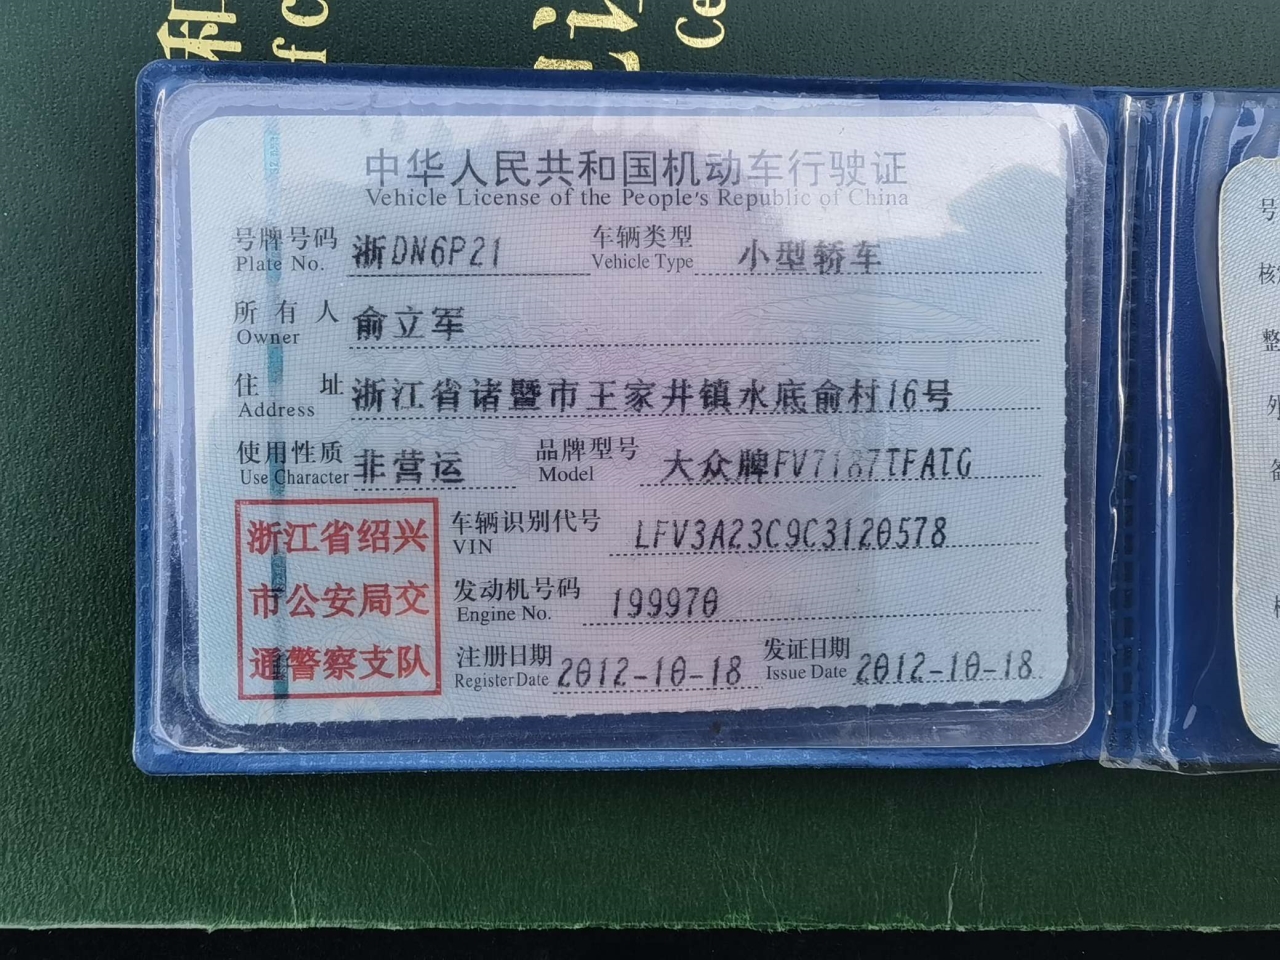 和
f c
Ce
中华人民共和国机动车行驶证
Vehicle License of the People's Republic of China
号牌号码 浙DN6P21 车辆类型 小型轿车
Plate No. Vehicle Type
所有人 俞立军
Owner
住址 浙江省诸暨市王家井镇水底俞村16号
Address
使用性质 非营运 品牌型号 大众牌FV7187TFATG
Use Character Model
浙江省绍兴
市公安局交
通警察支队
车辆识别代号 LFV3A23C9C3120578
VIN
发动机号码 199970
Engine No.
注册日期 2012-10-18 发证日期 2012-10-18
Register Date Issue Date
号
核
整